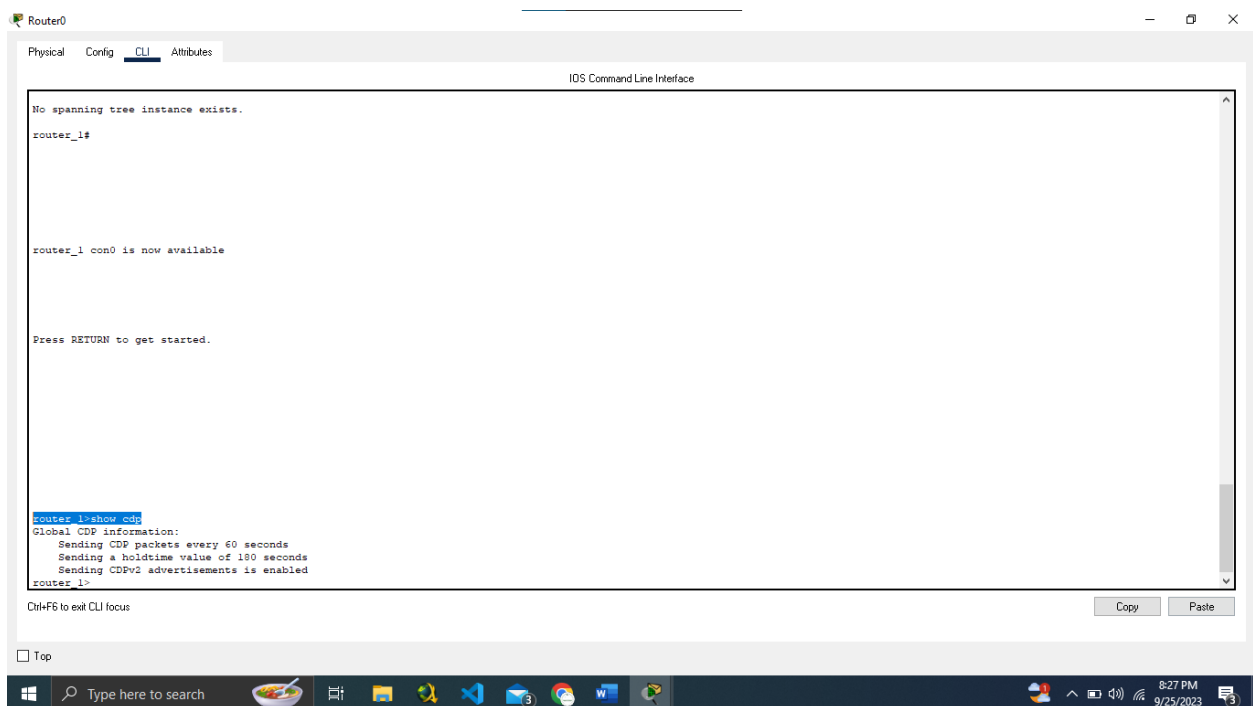 Router0
Physical Config CLI Attributes
IOS Command Line Interface
No spanning tree instance exists.
router_1#
router_1 con0 is now available
Press RETURN to get started.
router_1>show cdp
Global CDP information:
Sending CDP packets every 60 seconds
Sending a holdtime value of 180 seconds
Sending CDPv2 advertisements is enabled
router_1>
Ctrl+F6 to exit CLI focus
Copy Paste
Top
Type here to search
8:27 PM
9/25/2023